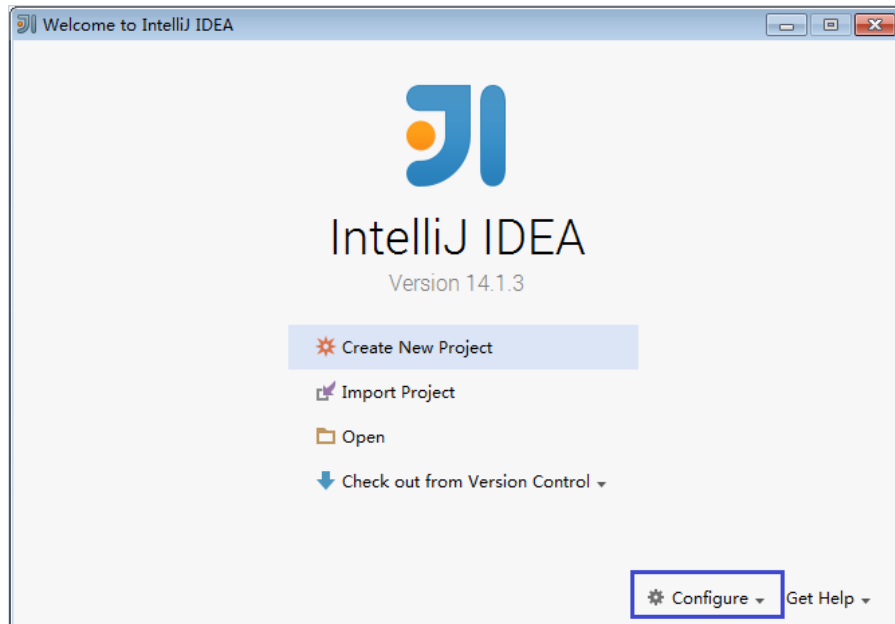 Welcome to IntelliJ IDEA
IntelliJ IDEA
Version 14.1.3
Create New Project
Import Project
Open
Check out from Version Control
Configure Get Help